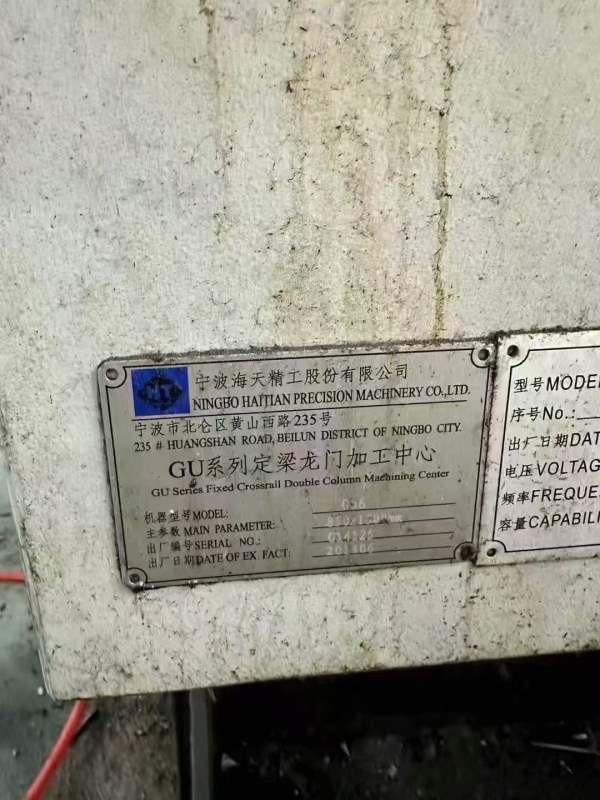 宁波海天精工股份有限公司
NINGBO HAITIAN PRECISION MACHINERY CO.,LTD.
宁波市北仑区黄山西路235号
235 # HUANGSHAN ROAD, BEILUN DISTRICT OF NINGBO CITY
GU系列定梁龙门加工中心
GU Series Fixed Crossrail Double Column Machining Center
机器型号MODEL:
主参数 MAIN PARAMETER:
出厂编号SERIAL NO.:
出厂日期DATE OF EX. FACT:
型号MODE
序号No.:
出厂日期DAT
电压VOLTAG
频率FREQUE
容量CAPABILI